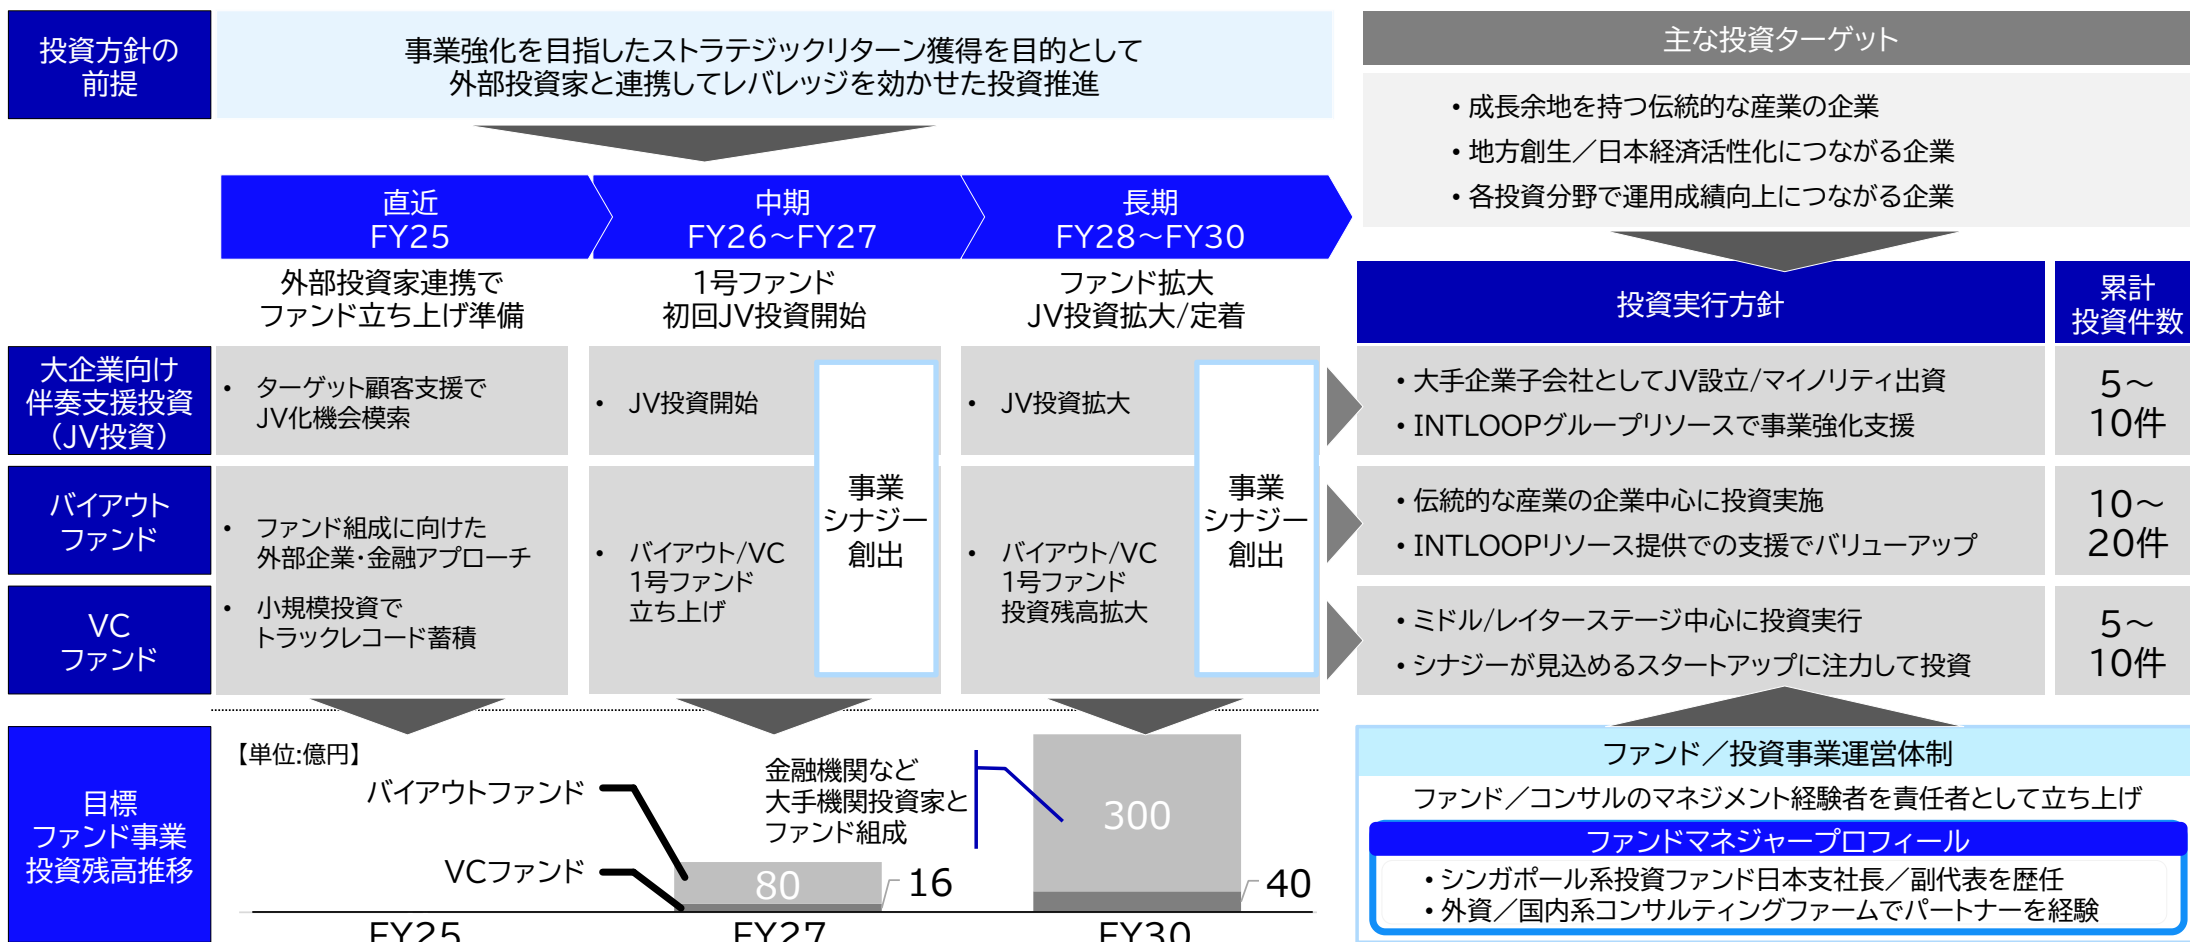 投資方針の
前提
事業強化を目指したストラテジックリターン獲得を目的として
外部投資家と連携してレバレッジを効かせた投資推進
直近
FY25
中期
FY26～FY27
長期
FY28～FY30
外部投資家連携で
ファンド立ち上げ準備
1号ファンド
初回JV投資開始
ファンド拡大
JV投資拡大/定着
大企業向け
伴奏支援投資
（JV投資）
• ターゲット顧客支援で
JV化機会模索
• JV投資開始
• JV投資拡大
バイアウト
ファンド
VC
ファンド
• ファンド組成に向けた
外部企業・金融アプローチ
• 小規模投資で
トラックレコード蓄積
• バイアウト/VC
1号ファンド
立ち上げ
事業
シナジー
創出
• バイアウト/VC
1号ファンド
投資残高拡大
事業
シナジー
創出
目標
ファンド事業
投資残高推移
【単位:億円】
バイアウトファンド
VCファンド
金融機関など
大手機関投資家と
ファンド組成
80
16
300
40
FY25
FY27
FY30
主な投資ターゲット
• 成長余地を持つ伝統的な産業の企業
• 地方創生／日本経済活性化につながる企業
• 各投資分野で運用成績向上につながる企業
投資実行方針
累計
投資件数
• 大手企業子会社としてJV設立/マイノリティ出資
• INTLOOPグループリソースで事業強化支援
5～
10件
• 伝統的な産業の企業中心に投資実施
• INTLOOPリソース提供での支援でバリューアップ
10～
20件
• ミドル/レイターステージ中心に投資実行
• シナジーが見込めるスタートアップに注力して投資
5～
10件
ファンド／投資事業運営体制
ファンド／コンサルのマネジメント経験者を責任者として立ち上げ
ファンドマネジャープロフィール
• シンガポール系投資ファンド日本支社長／副代表を歴任
• 外資／国内系コンサルティングファームでパートナーを経験